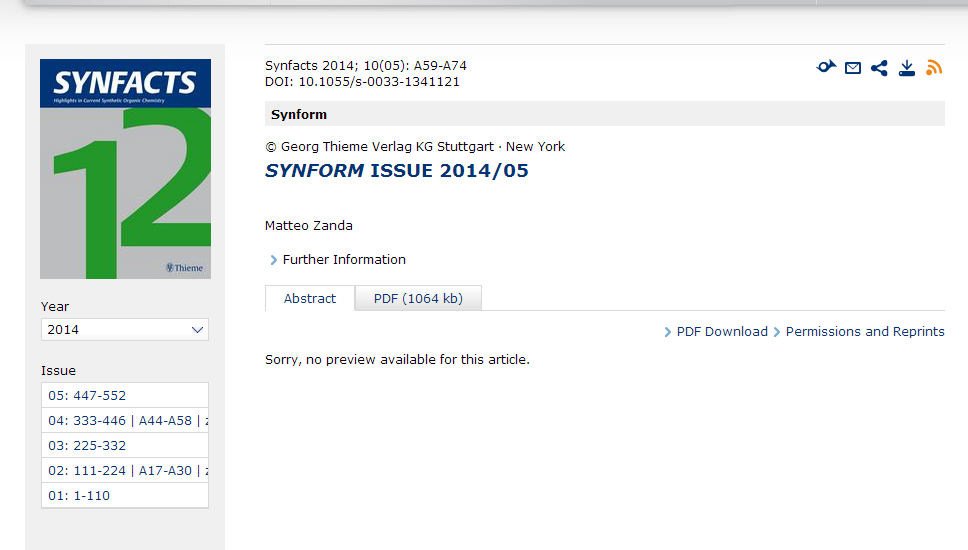 SYNFACTS
Highlights in Current Synthetic Organic Chemistry
12
Thieme
Year
2014
Issue
05: 447-552
04: 333-446 | A44-A58 | z
03: 225-332
02: 111-224 | A17-A30 | z
01: 1-110
Synfacts 2014; 10(05): A59-A74
DOI: 10.1055/s-0033-1341121
Synform
© Georg Thieme Verlag KG Stuttgart · New York
SYNFORM ISSUE 2014/05
Matteo Zanda
Further Information
Abstract
PDF (1064 kb)
PDF Download
Permissions and Reprints
Sorry, no preview available for this article.